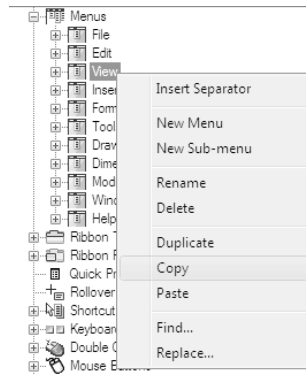 Menus
File
Edit
View
Inser
Form
Tool
Draw
Dime
Mod
Wind
Help
Ribbon T
Ribbon F
Quick Pr
Rollover
Shortcut
Keyboar
Double C
Mouse Buttons
Insert Separator
New Menu
New Sub-menu
Rename
Delete
Duplicate
Copy
Paste
Find...
Replace...